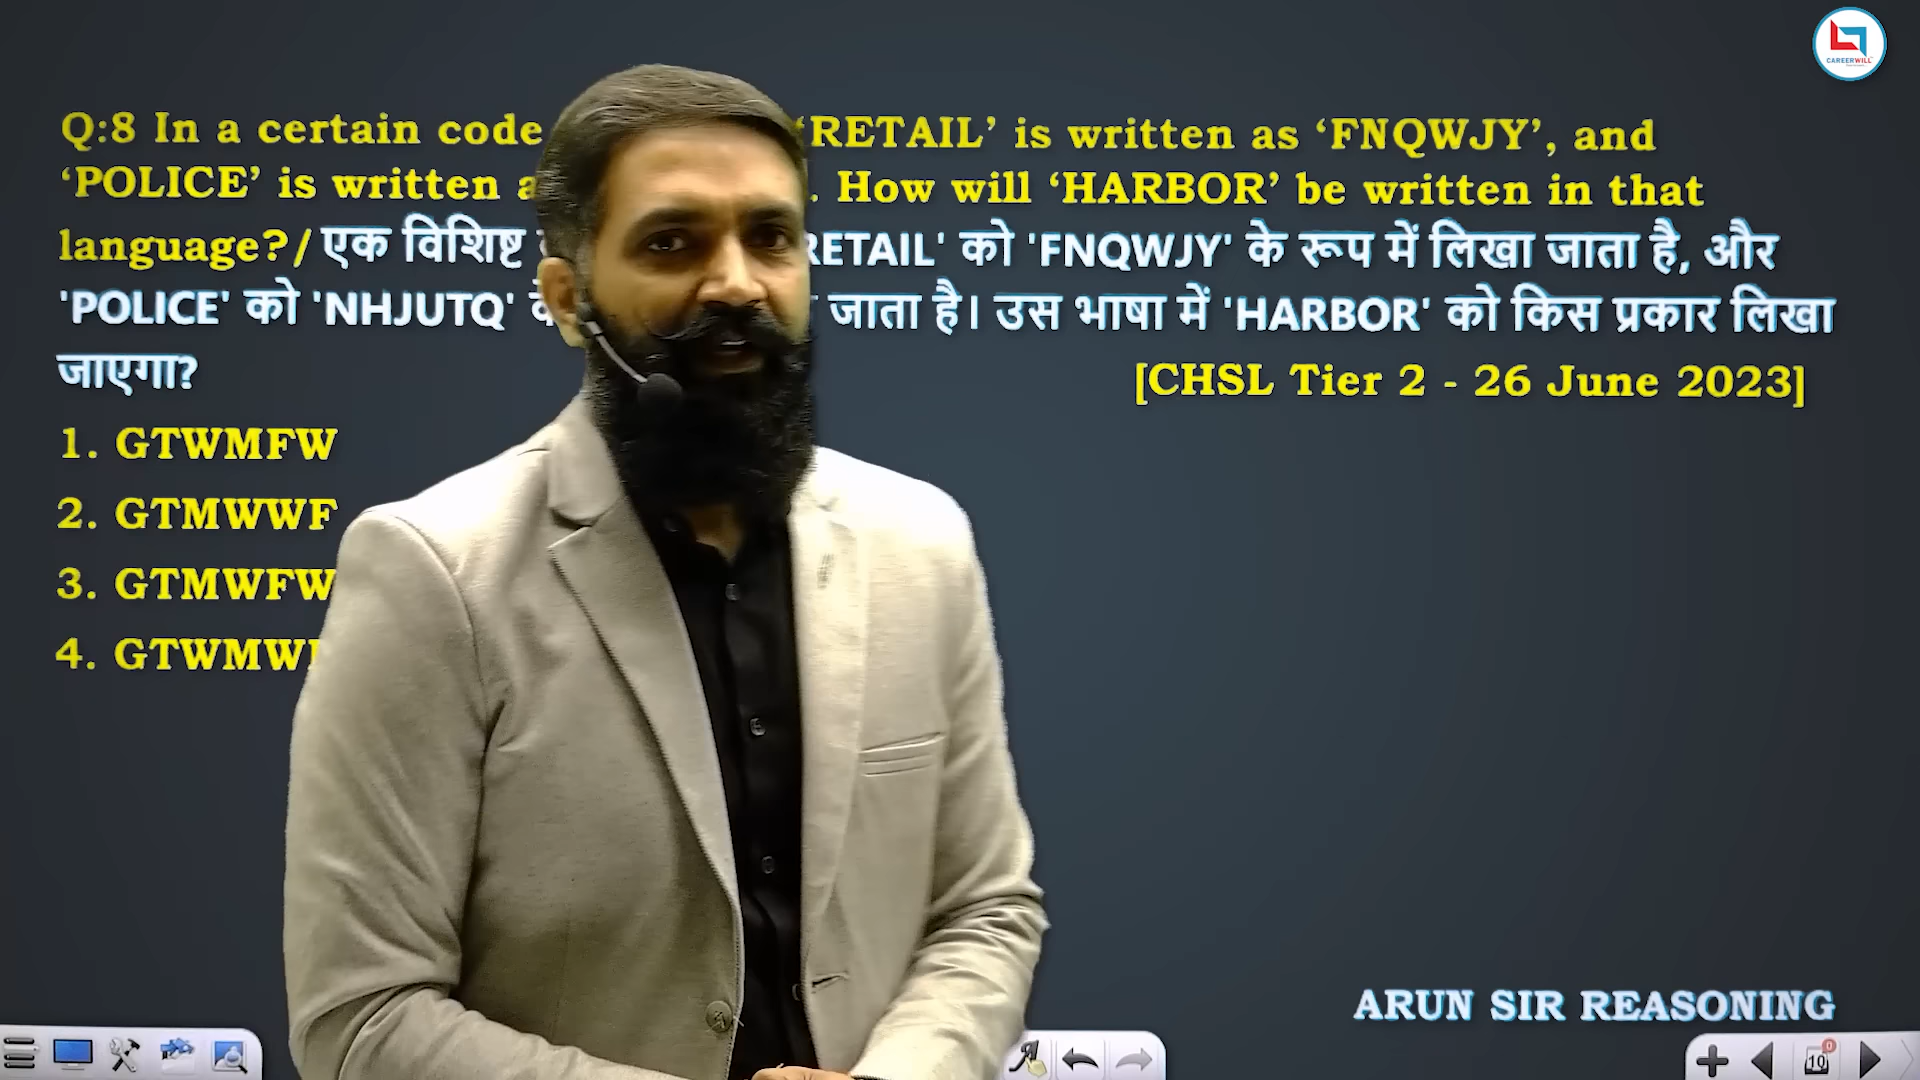 CAREERWILL
Q:8 In a certain code ‘RETAIL’ is written as ‘FNQWJY’, and
‘POLICE’ is written . How will ‘HARBOR’ be written in that
language?/ एक विशिष्ट RETAIL' को 'FNQWJY' के रूप में लिखा जाता है, और
'POLICE' को 'NHJUTQ' जाता है। उस भाषा में 'HARBOR' को किस प्रकार लिखा
जाएगा?
[CHSL Tier 2 - 26 June 2023]
1. GTWMFW
2. GTMWWF
3. GTMWFW
4. GTWMW
ARUN SIR REASONING
10
0